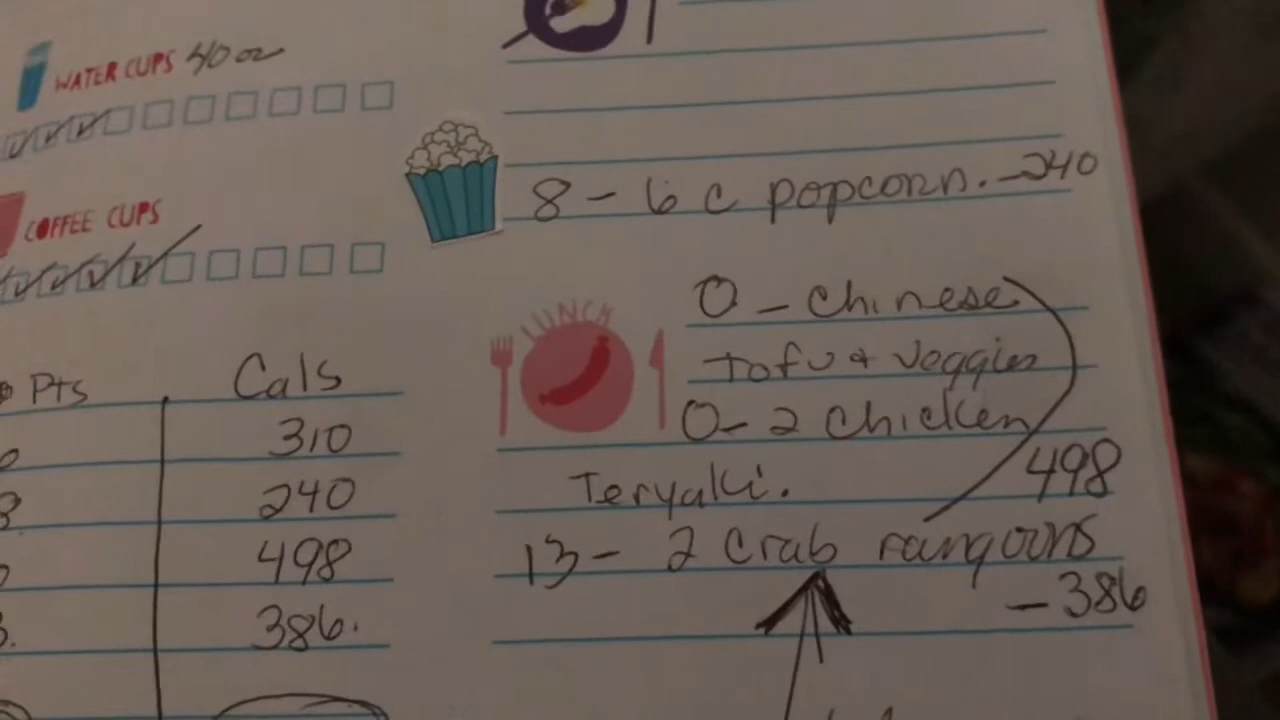 WATER CUPS 40 oz
COFFEE CUPS
Pts Cals
310
240
498
386.
8 - 6 c popcorn. -240
LUNCH
0 - Chinese
Tofu & Veggies
0 - 2 Chicken
Teryaki. 498
13 - 2 Crab rangoons
- 386